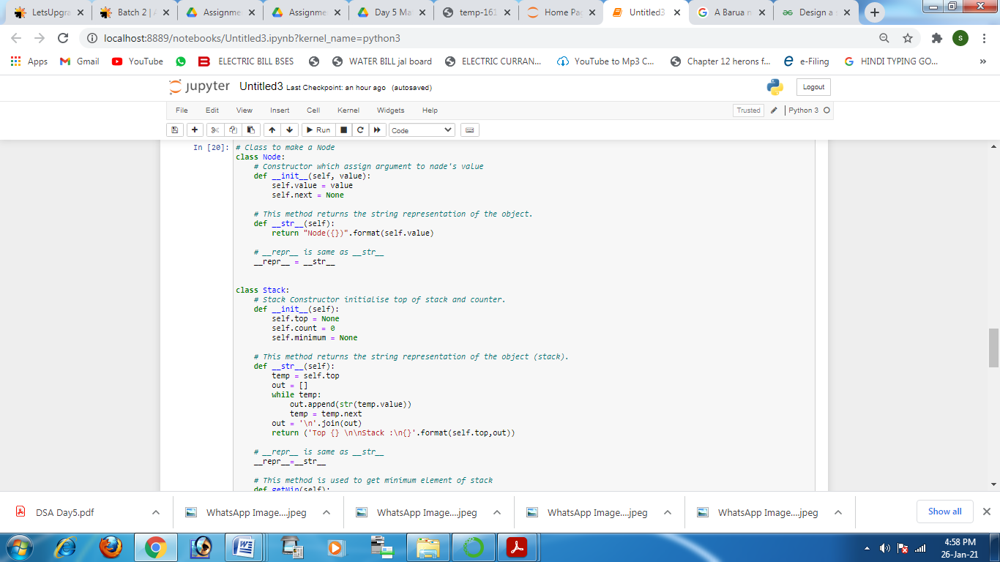 LetsUpgra
Batch 2 | A
Assignme
Assignme
Day 5 Ma
temp-161
Home Pag
Untitled3
A Barua n
Design a s
localhost:8889/notebooks/Untitled3.ipynb?kernel_name=python3
S
Apps
Gmail
YouTube
ELECTRIC BILL BSES
WATER BILL jal board
ELECTRIC CURRAN...
YouTube to Mp3 C...
Chapter 12 herons f...
e-Filing
HINDI TYPING GO...
»
jupyter Untitled3 Last Checkpoint: an hour ago (autosaved)
Logout
File Edit View Insert Cell Kernel Widgets Help
Trusted Python 3
Run Code
In [20]: # Class to make a Node
class Node:
    # Constructor which assign argument to nade's value
    def __init__(self, value):
        self.value = value
        self.next = None
    # This method returns the string representation of the object.
    def __str__(self):
        return "Node({})".format(self.value)
    # __repr__ is same as __str__
    __repr__ = __str__
class Stack:
    # Stack Constructor initialise top of stack and counter.
    def __init__(self):
        self.top = None
        self.count = 0
        self.minimum = None
    # This method returns the string representation of the object (stack).
    def __str__(self):
        temp = self.top
        out = []
        while temp:
            out.append(str(temp.value))
            temp = temp.next
        out = '\n'.join(out)
        return ('Top {} \n\nStack :\n{}'.format(self.top,out))
    # __repr__ is same as __str__
    __repr__=__str__
    # This method is used to get minimum element of stack
    def getMin(self):
DSA Day5.pdf
WhatsApp Image....jpeg
WhatsApp Image....jpeg
WhatsApp Image....jpeg
WhatsApp Image....jpeg
Show all
4:58 PM
26-Jan-21